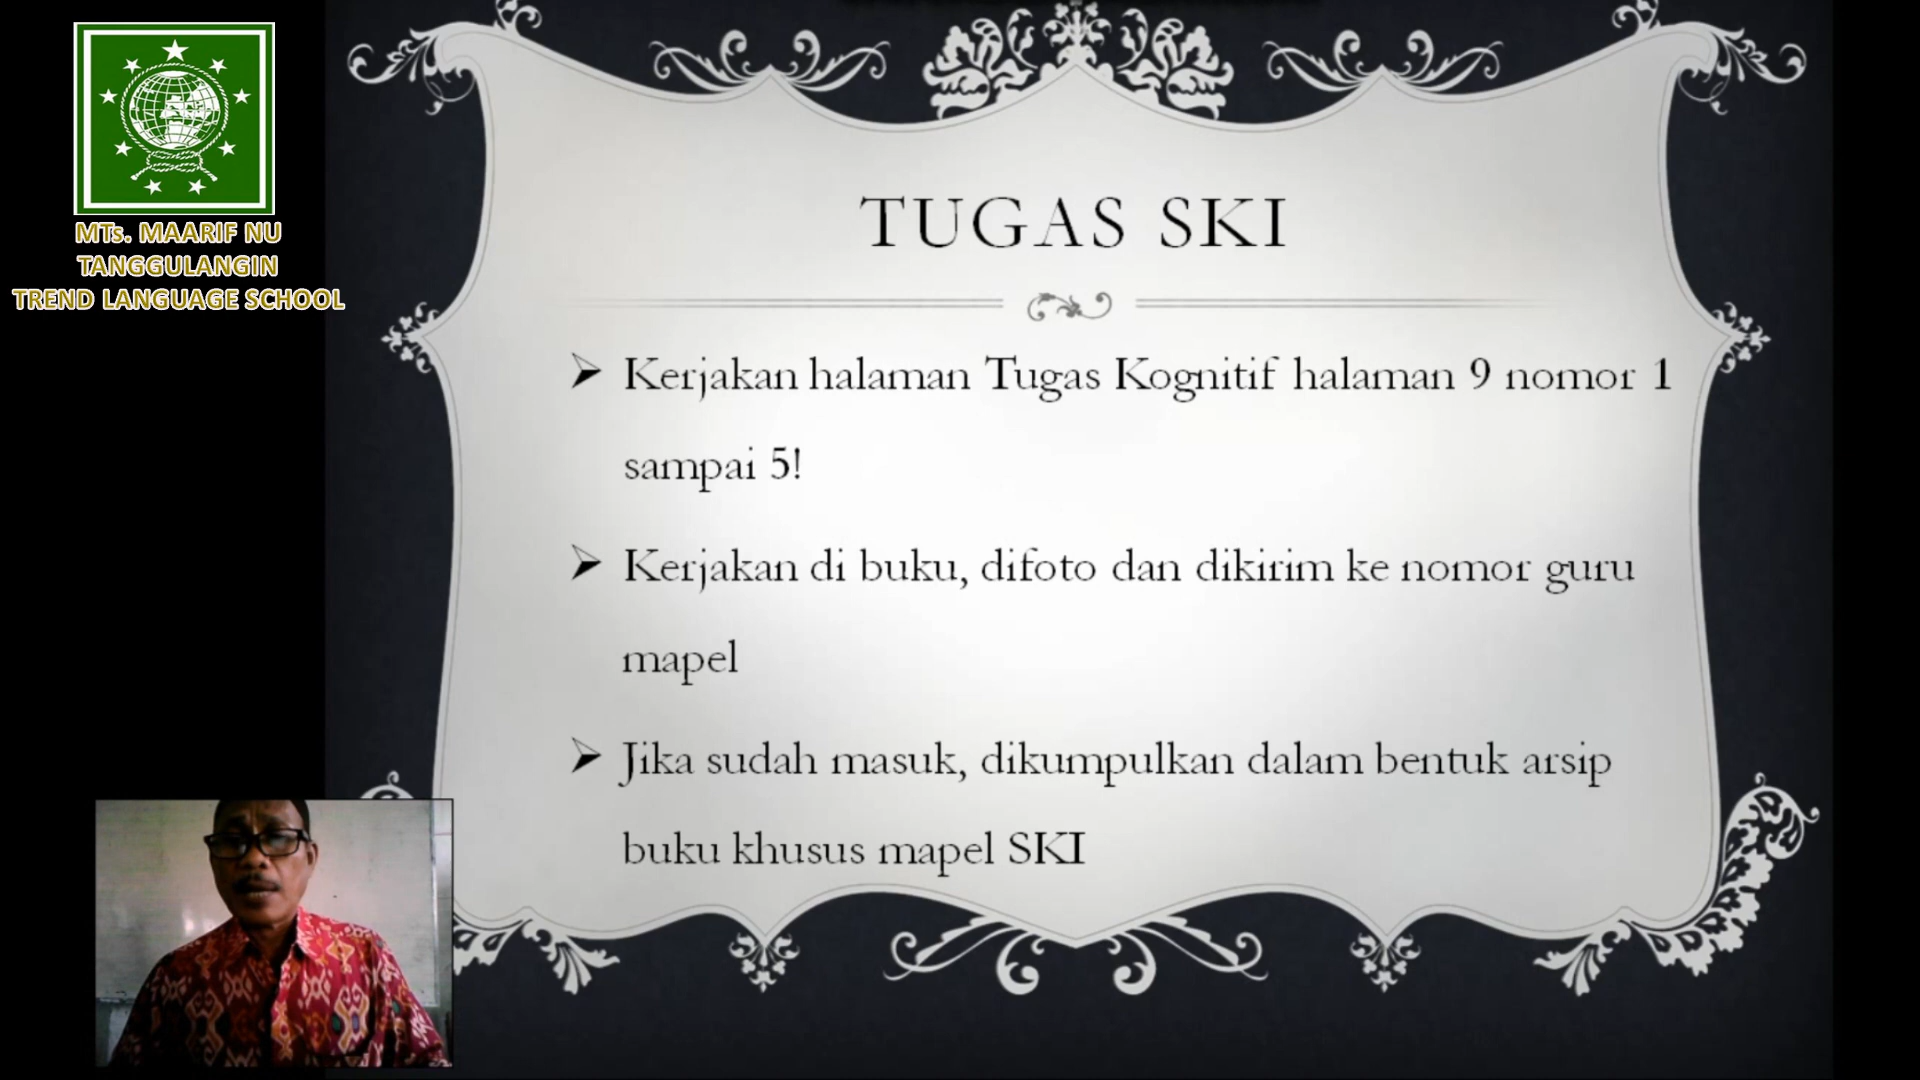 MTs. MAARIF NU
TANGGULANGIN
TREND LANGUAGE SCHOOL
TUGAS SKI
Kerjakan halaman Tugas Kognitif halaman 9 nomor 1
sampai 5!
Kerjakan di buku, difoto dan dikirim ke nomor guru
mapel
Jika sudah masuk, dikumpulkan dalam bentuk arsip
buku khusus mapel SKI